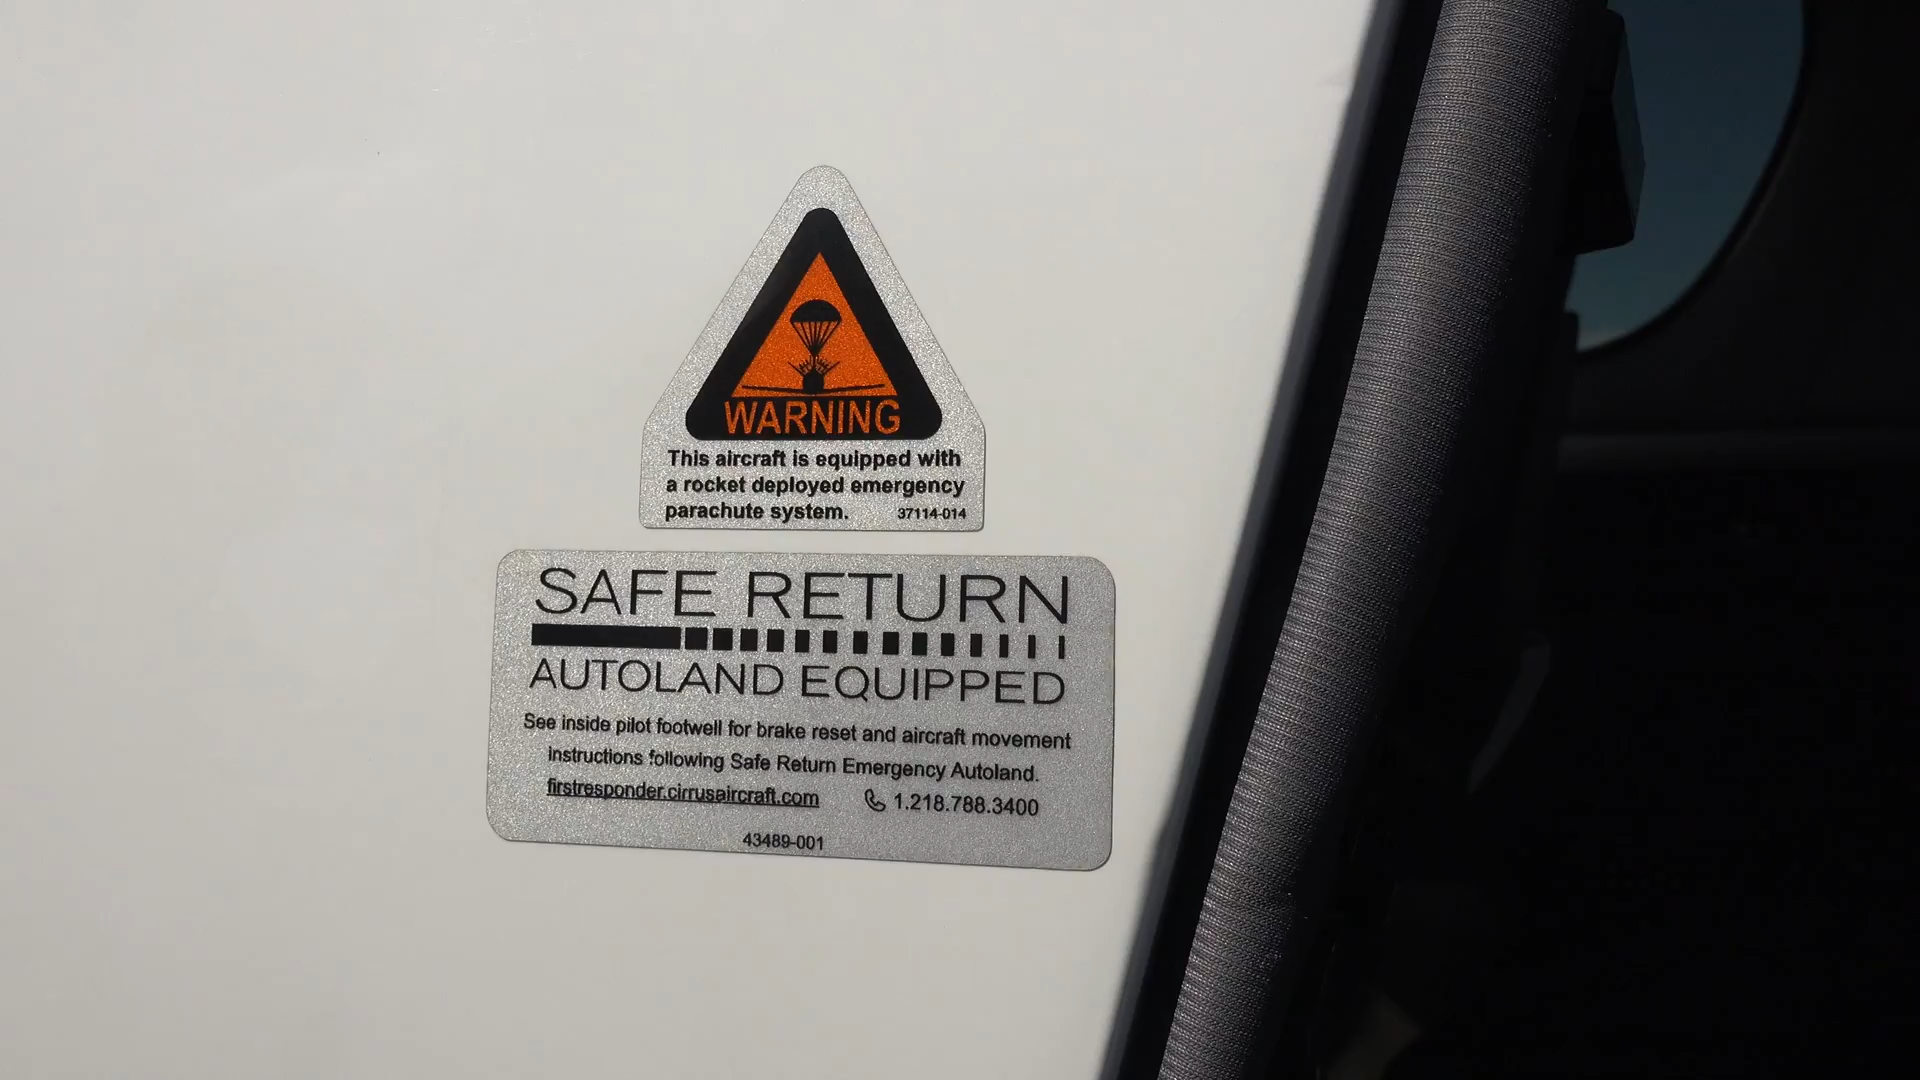 WARNING
This aircraft is equipped with
a rocket deployed emergency
parachute system. 37114-014
SAFE RETURN
AUTOLAND EQUIPPED
See inside pilot footwell for brake reset and aircraft movement
instructions following Safe Return Emergency Autoland.
firstresponder.cirrusaircraft.com 1.218.788.3400
43489-001